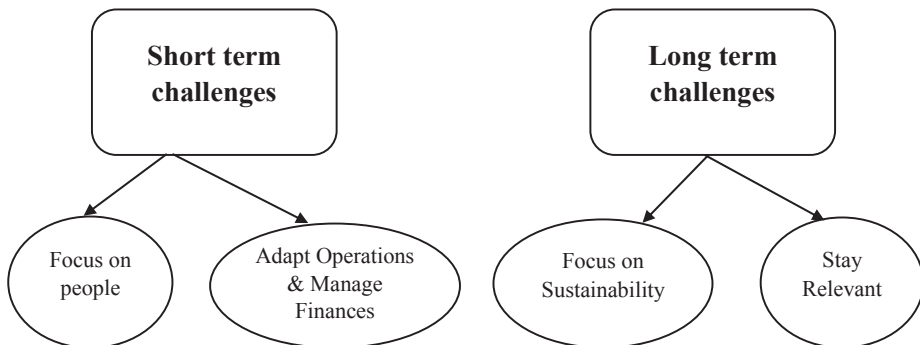 Short term
challenges
Long term
challenges
Focus on
people
Adapt Operations
& Manage
Finances
Focus on
Sustainability
Stay
Relevant